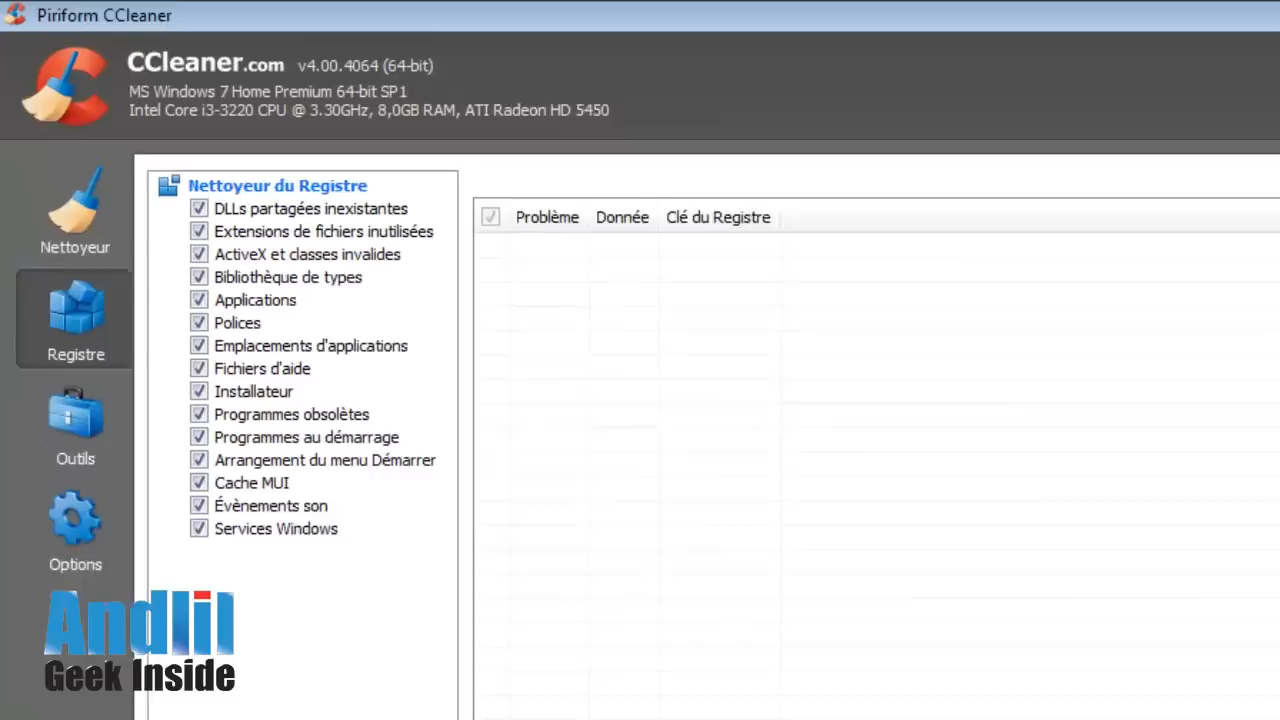 Piriform CCleaner
CCleaner.com v4.00.4064 (64-bit)
MS Windows 7 Home Premium 64-bit SP1
Intel Core i3-3220 CPU @ 3.30GHz, 8,0GB RAM, ATI Radeon HD 5450
Nettoyeur
Registre
Outils
Options
Nettoyeur du Registre
DLLs partagées inexistantes
Extensions de fichiers inutilisées
ActiveX et classes invalides
Bibliothèque de types
Applications
Polices
Emplacements d'applications
Fichiers d'aide
Installateur
Programmes obsolètes
Programmes au démarrage
Arrangement du menu Démarrer
Cache MUI
Évènements son
Services Windows
Problème Donnée Clé du Registre
Andlil
Geek Inside